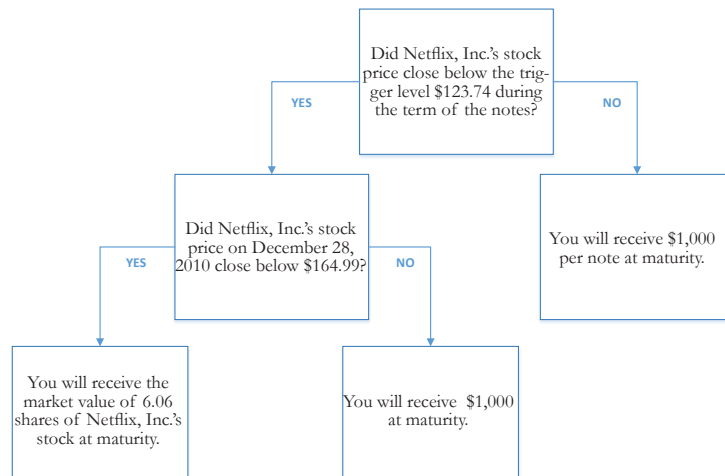 Did Netflix, Inc.'s stock
price close below the trig-
ger level $123.74 during
the term of the notes?
YES
NO
Did Netflix, Inc.'s stock
price on December 28,
2010 close below $164.99?
You will receive $1,000
per note at maturity.
YES
NO
You will receive the
market value of 6.06
shares of Netflix, Inc.'s
stock at maturity.
You will receive $1,000
at maturity.